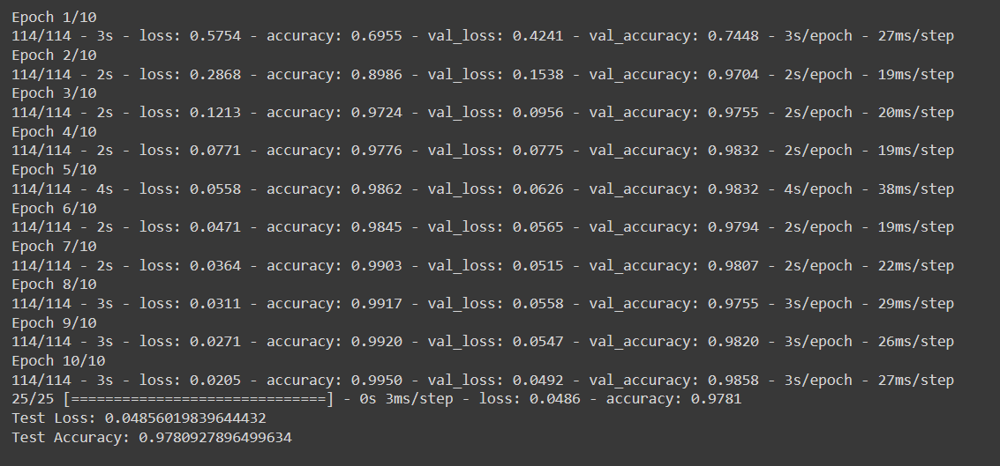 Epoch 1/10
114/114 - 3s - loss: 0.5754 - accuracy: 0.6955 - val_loss: 0.4241 - val_accuracy: 0.7448 - 3s/epoch - 27ms/step
Epoch 2/10
114/114 - 2s - loss: 0.2868 - accuracy: 0.8986 - val_loss: 0.1538 - val_accuracy: 0.9704 - 2s/epoch - 19ms/step
Epoch 3/10
114/114 - 2s - loss: 0.1213 - accuracy: 0.9724 - val_loss: 0.0956 - val_accuracy: 0.9755 - 2s/epoch - 20ms/step
Epoch 4/10
114/114 - 2s - loss: 0.0771 - accuracy: 0.9776 - val_loss: 0.0775 - val_accuracy: 0.9832 - 2s/epoch - 19ms/step
Epoch 5/10
114/114 - 4s - loss: 0.0558 - accuracy: 0.9862 - val_loss: 0.0626 - val_accuracy: 0.9832 - 4s/epoch - 38ms/step
Epoch 6/10
114/114 - 2s - loss: 0.0471 - accuracy: 0.9845 - val_loss: 0.0565 - val_accuracy: 0.9794 - 2s/epoch - 19ms/step
Epoch 7/10
114/114 - 2s - loss: 0.0364 - accuracy: 0.9903 - val_loss: 0.0515 - val_accuracy: 0.9807 - 2s/epoch - 22ms/step
Epoch 8/10
114/114 - 3s - loss: 0.0311 - accuracy: 0.9917 - val_loss: 0.0558 - val_accuracy: 0.9755 - 3s/epoch - 29ms/step
Epoch 9/10
114/114 - 3s - loss: 0.0271 - accuracy: 0.9920 - val_loss: 0.0547 - val_accuracy: 0.9820 - 3s/epoch - 26ms/step
Epoch 10/10
114/114 - 3s - loss: 0.0205 - accuracy: 0.9950 - val_loss: 0.0492 - val_accuracy: 0.9858 - 3s/epoch - 27ms/step
25/25 [==============================] - 0s 3ms/step - loss: 0.0486 - accuracy: 0.9781
Test Loss: 0.04856019839644432
Test Accuracy: 0.9780927896499634